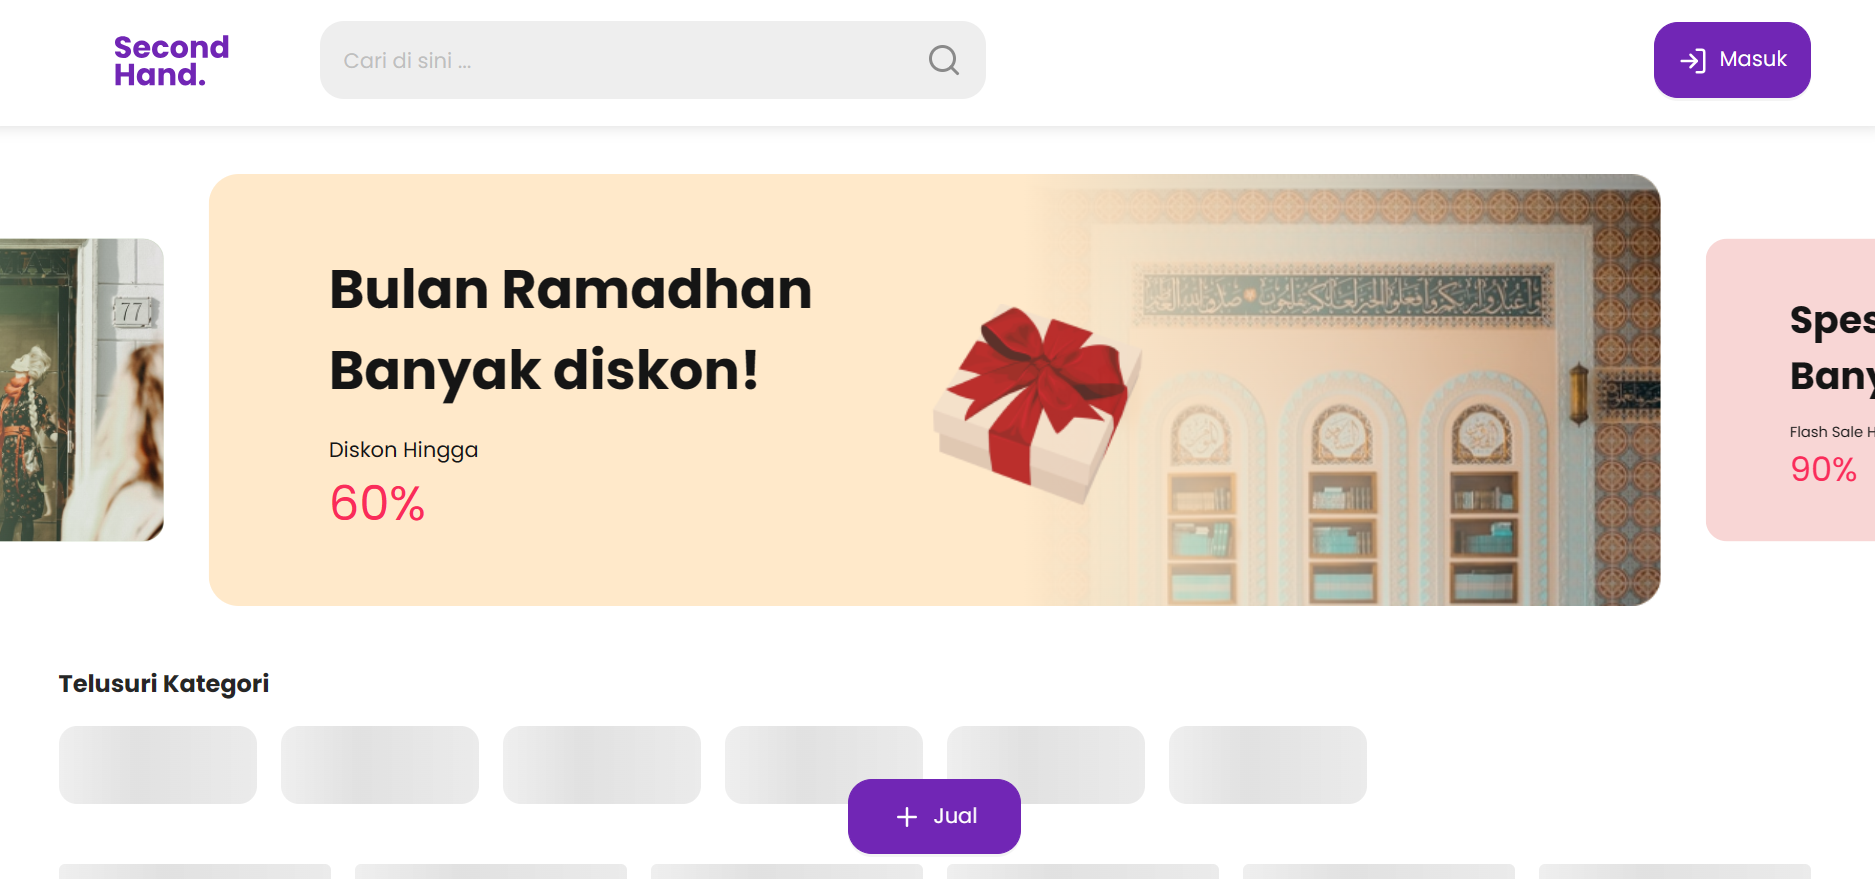 Second
Hand.
Cari di sini ...
Masuk
77
Bulan Ramadhan
Banyak diskon!
Diskon Hingga
60%
Spes
Bany
Flash Sale H
90%
Telusuri Kategori
+ Jual